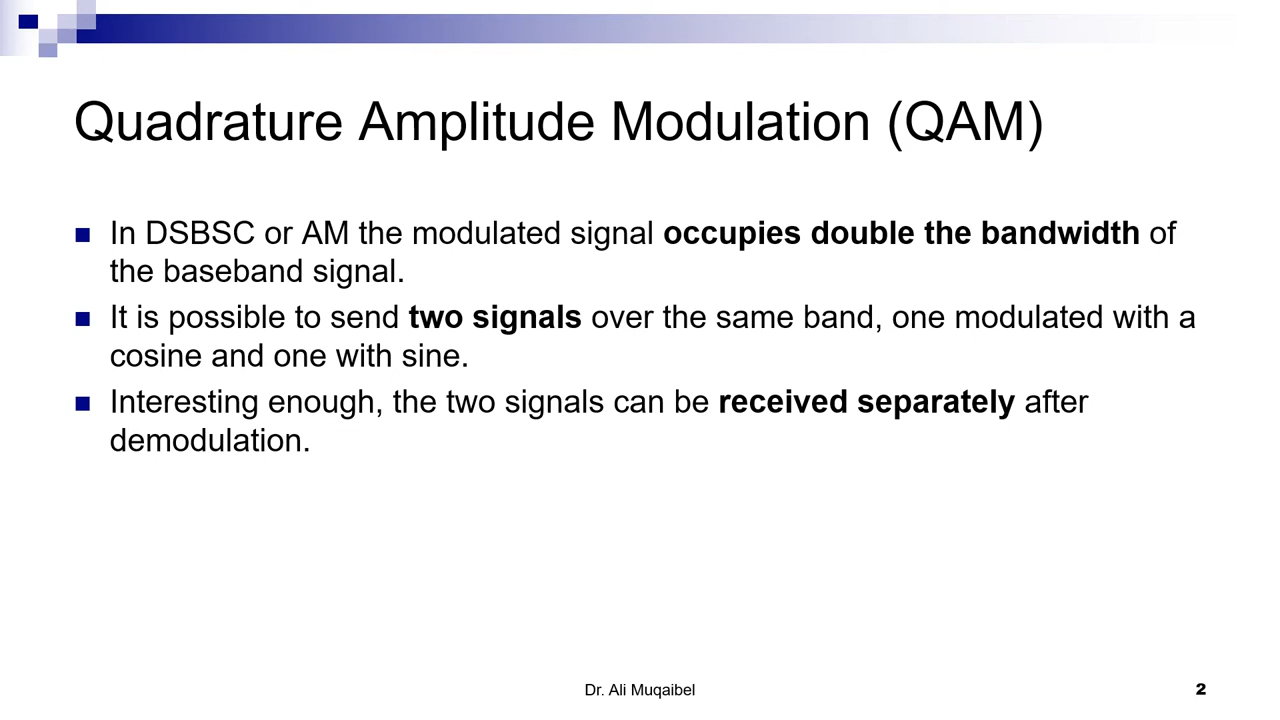 Quadrature Amplitude Modulation (QAM)
In DSBSC or AM the modulated signal occupies double the bandwidth of
the baseband signal.
It is possible to send two signals over the same band, one modulated with a
cosine and one with sine.
Interesting enough, the two signals can be received separately after
demodulation.
Dr. Ali Muqaibel
2